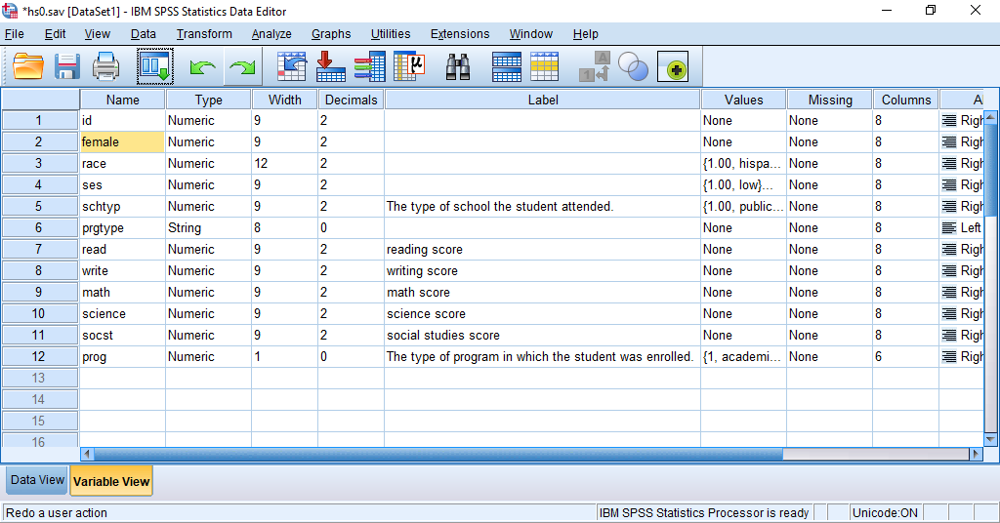 *hs0.sav [DataSet1] - IBM SPSS Statistics Data Editor
File Edit View Data Transform Analyze Graphs Utilities Extensions Window Help
μ A 1
Name Type Width Decimals Label Values Missing Columns Al
1 id Numeric 9 2 None None 8 Righ
2 female Numeric 9 2 None None 8 Righ
3 race Numeric 12 2 {1.00, hispa... None 8 Righ
4 ses Numeric 9 2 {1.00, low}... None 8 Righ
5 schtyp Numeric 9 2 The type of school the student attended. {1.00, public... None 8 Righ
6 prgtype String 8 0 None None 8 Left
7 read Numeric 9 2 reading score None None 8 Righ
8 write Numeric 9 2 writing score None None 8 Righ
9 math Numeric 9 2 math score None None 8 Righ
10 science Numeric 9 2 science score None None 8 Righ
11 socst Numeric 9 2 social studies score None None 8 Righ
12 prog Numeric 1 0 The type of program in which the student was enrolled. {1, academi... None 6 Righ
13
14
15
16
Data View Variable View
Redo a user action IBM SPSS Statistics Processor is ready Unicode:ON